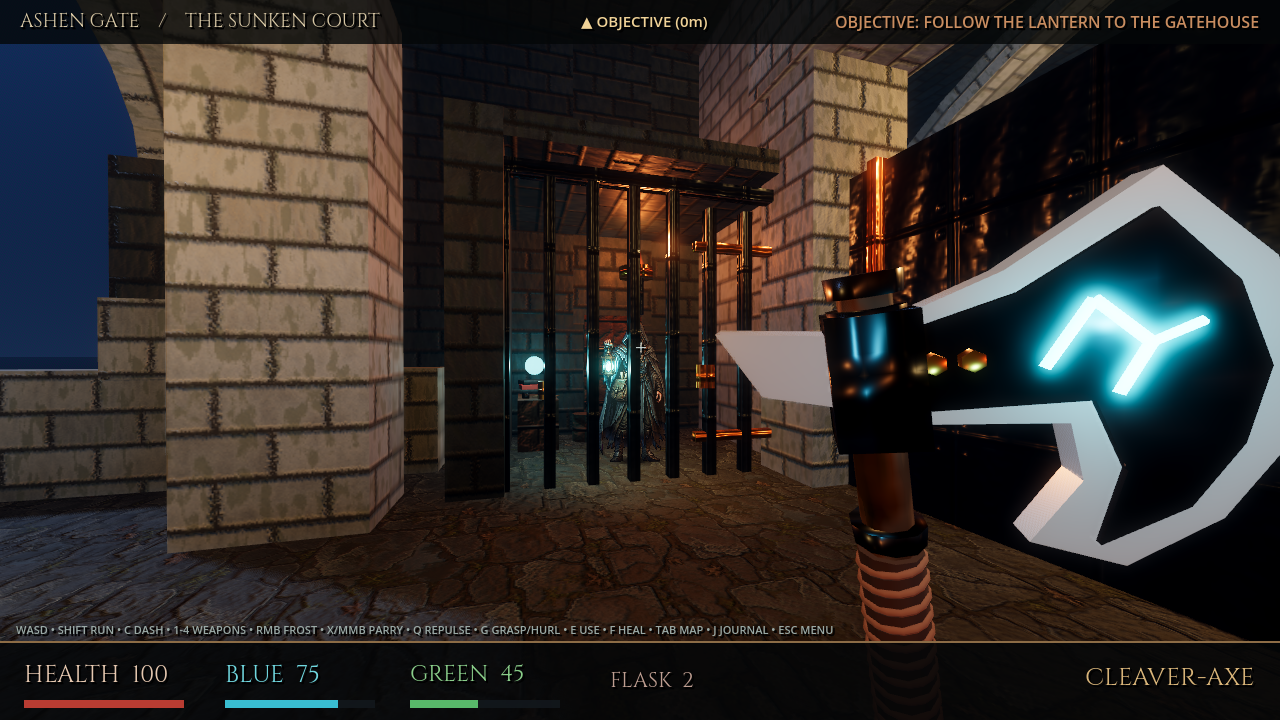 ASHEN GATE / THE SUNKEN COURT
▲ OBJECTIVE (0m)
OBJECTIVE: FOLLOW THE LANTERN TO THE GATEHOUSE
WASD • SHIFT RUN • C DASH • 1-4 WEAPONS • RMB FROST • X/MMB PARRY • Q REPULSE • G GRASP/HURL • E USE • F HEAL • TAB MAP • J JOURNAL • ESC MENU
HEALTH 100
BLUE 75
GREEN 45
FLASK 2
CLEAVER-AXE